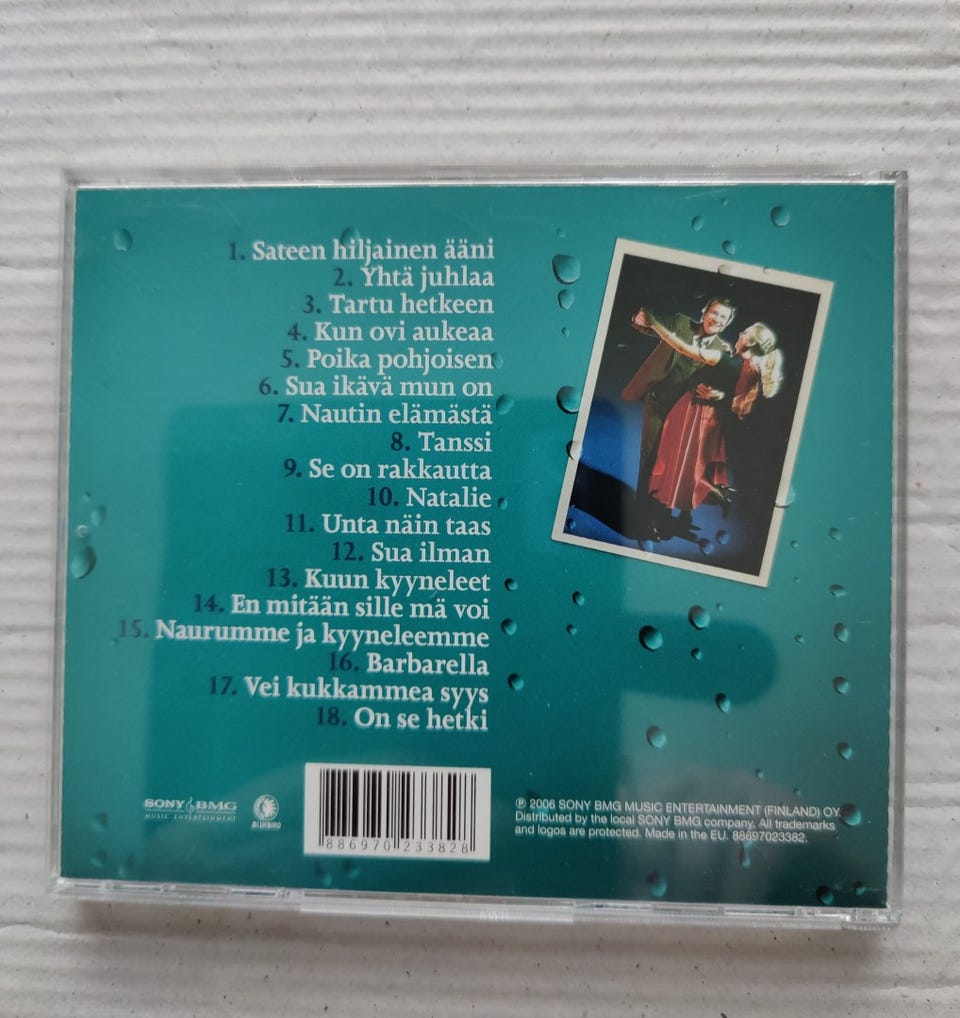 1. Sateen hiljainen ääni
2. Yhtä juhlaa
3. Tartu hetkeen
4. Kun ovi aukeaa
5. Poika pohjoisen
6. Sua ikävä mun on
7. Nautin elämästä
8. Tanssi
9. Se on rakkautta
10. Natalie
11. Unta näin taas
12. Sua ilman
13. Kuun kyyneleet
14. En mitään sille mä voi
15. Naurumme ja kyyneleemme
16. Barbarella
17. Vei kukkammea syys
18. On se hetki
SONY BMG
MUSIC ENTERTAINMENT
BLUEBIRD
886970233828
℗ 2006 SONY BMG MUSIC ENTERTAINMENT (FINLAND) OY.
Distributed by the local SONY BMG company. All trademarks
and logos are protected. Made in the EU. 88697023382.